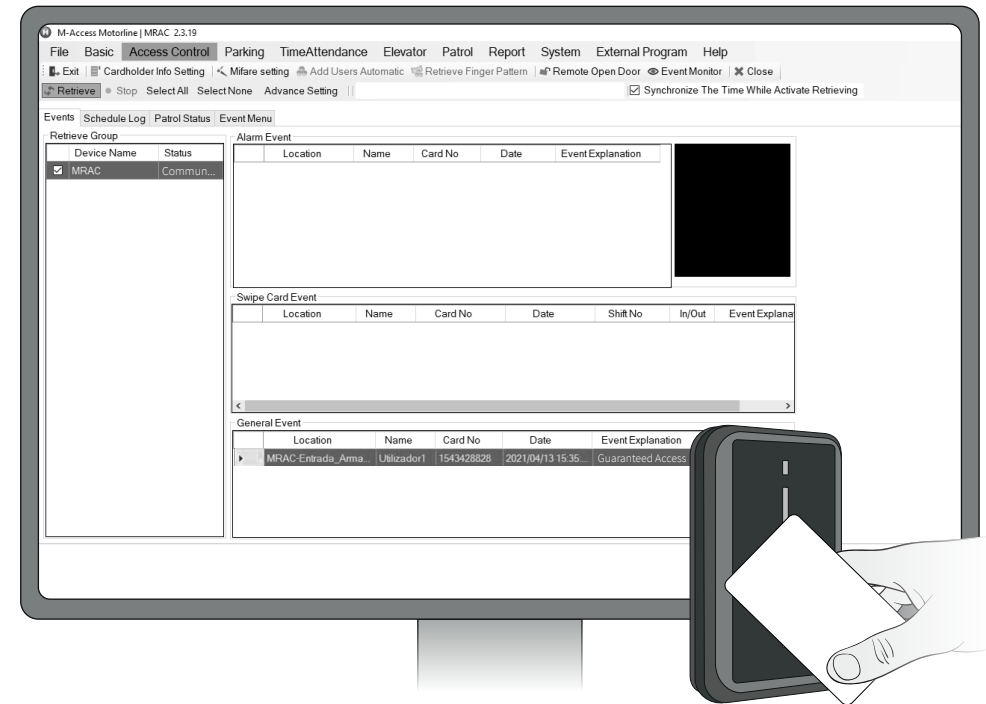 M-Access Motorline | MRAC 2.3.19
File Basic Access Control Parking TimeAttendance Elevator Patrol Report System External Program Help
Exit Cardholder Info Setting Mifare setting Add Users Automatic Retrieve Finger Pattern Remote Open Door Event Monitor Close
Retrieve Stop Select All Select None Advance Setting Synchronize The Time While Activate Retrieving
Events Schedule Log Patrol Status Event Menu
Retrieve Group
Device Name Status
MRAC Commun...
Alarm Event
Location Name Card No Date Event Explanation
Swipe Card Event
Location Name Card No Date Shift No In/Out Event Explana
General Event
Location Name Card No Date Event Explanation
MRAC-Entrada_Arma... Utilizador1 1543428828 2021/04/13 15:35... Guaranteed Access